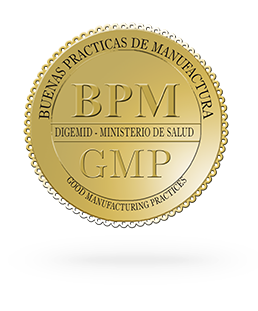 BUENAS PRACTICAS DE MANUFACTURA
BPM
DIGEMID - MINISTERIO DE SALUD
GMP
GOOD MANUFACTURING PRACTICES